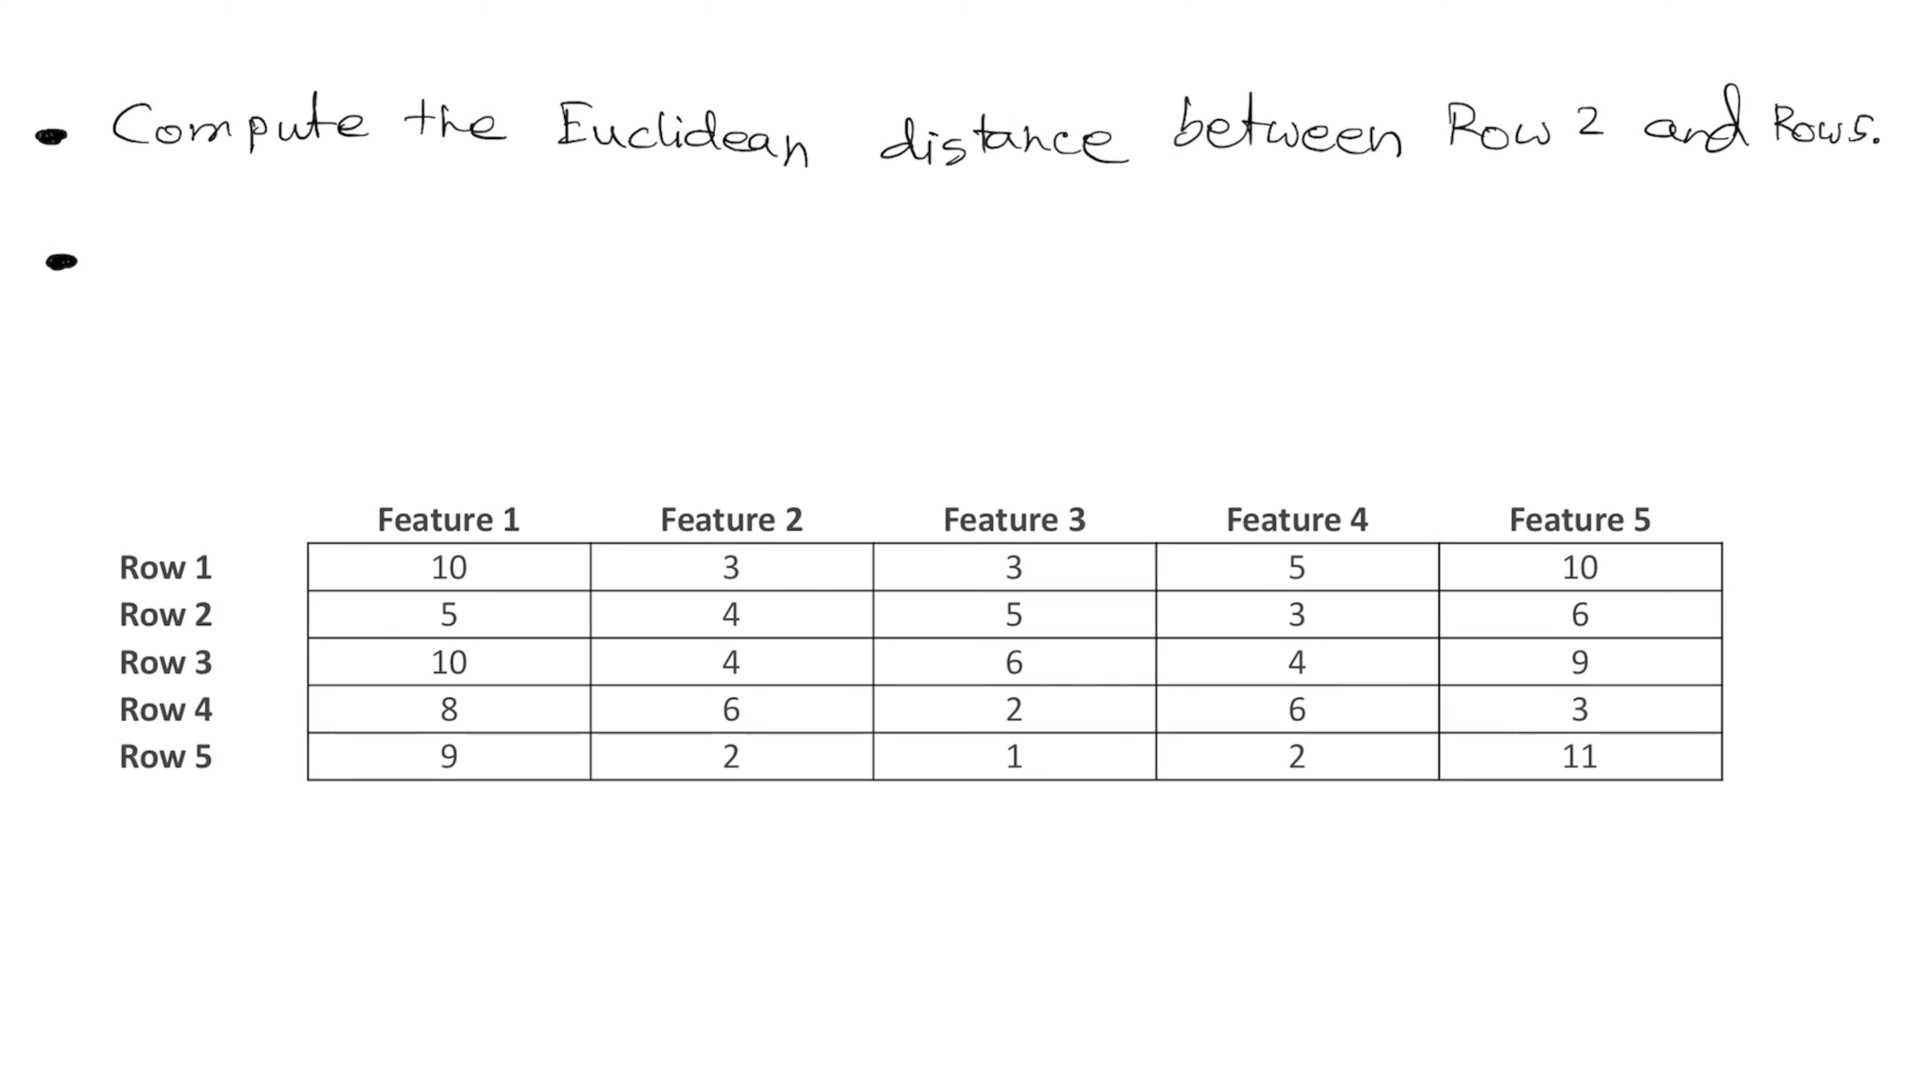 • Compute the Euclidean distance between Row 2 and Row 5.
•
Feature 1 Feature 2 Feature 3 Feature 4 Feature 5
Row 1 10 3 3 5 10
Row 2 5 4 5 3 6
Row 3 10 4 6 4 9
Row 4 8 6 2 6 3
Row 5 9 2 1 2 11